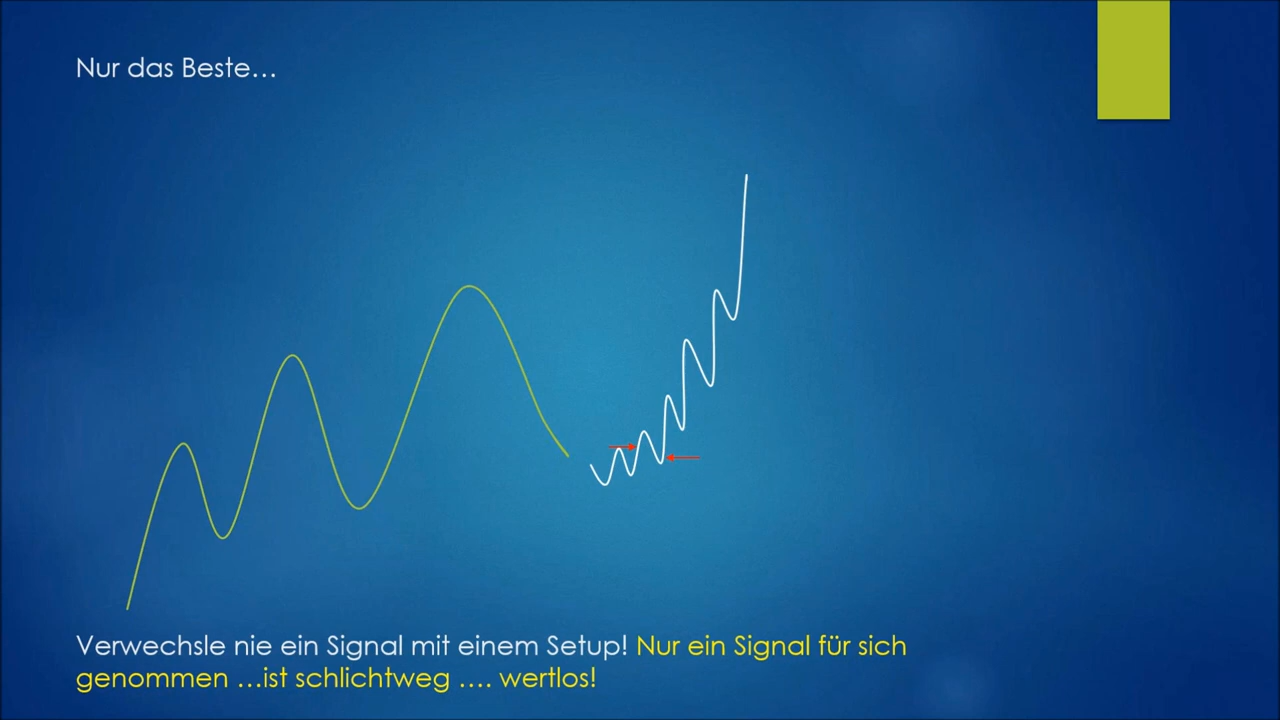 Nur das Beste…
Verwechsle nie ein Signal mit einem Setup! Nur ein Signal für sich
genommen …ist schlichtweg …. wertlos!